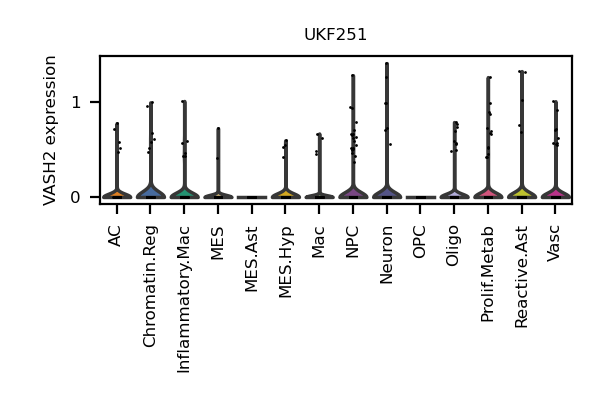 UKF251
VASH2 expression
1
0
AC
Chromatin.Reg
Inflammatory.Mac
MES
MES.Ast
MES.Hyp
Mac
NPC
Neuron
OPC
Oligo
Prolif.Metab
Reactive.Ast
Vasc